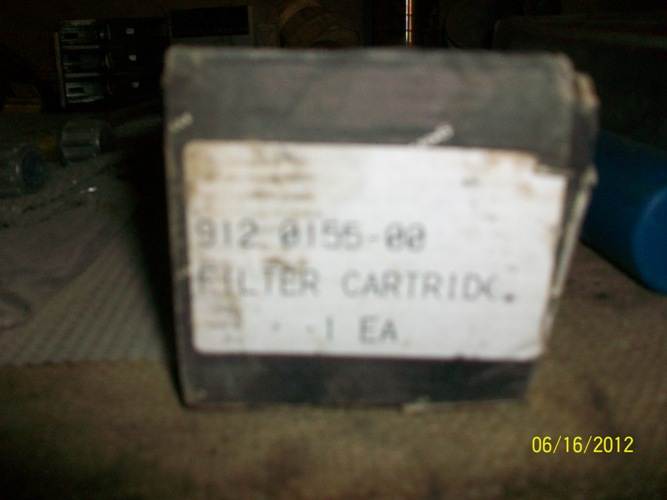 912 0155-00
FILTER CARTRIDG
1 EA
06/16/2012